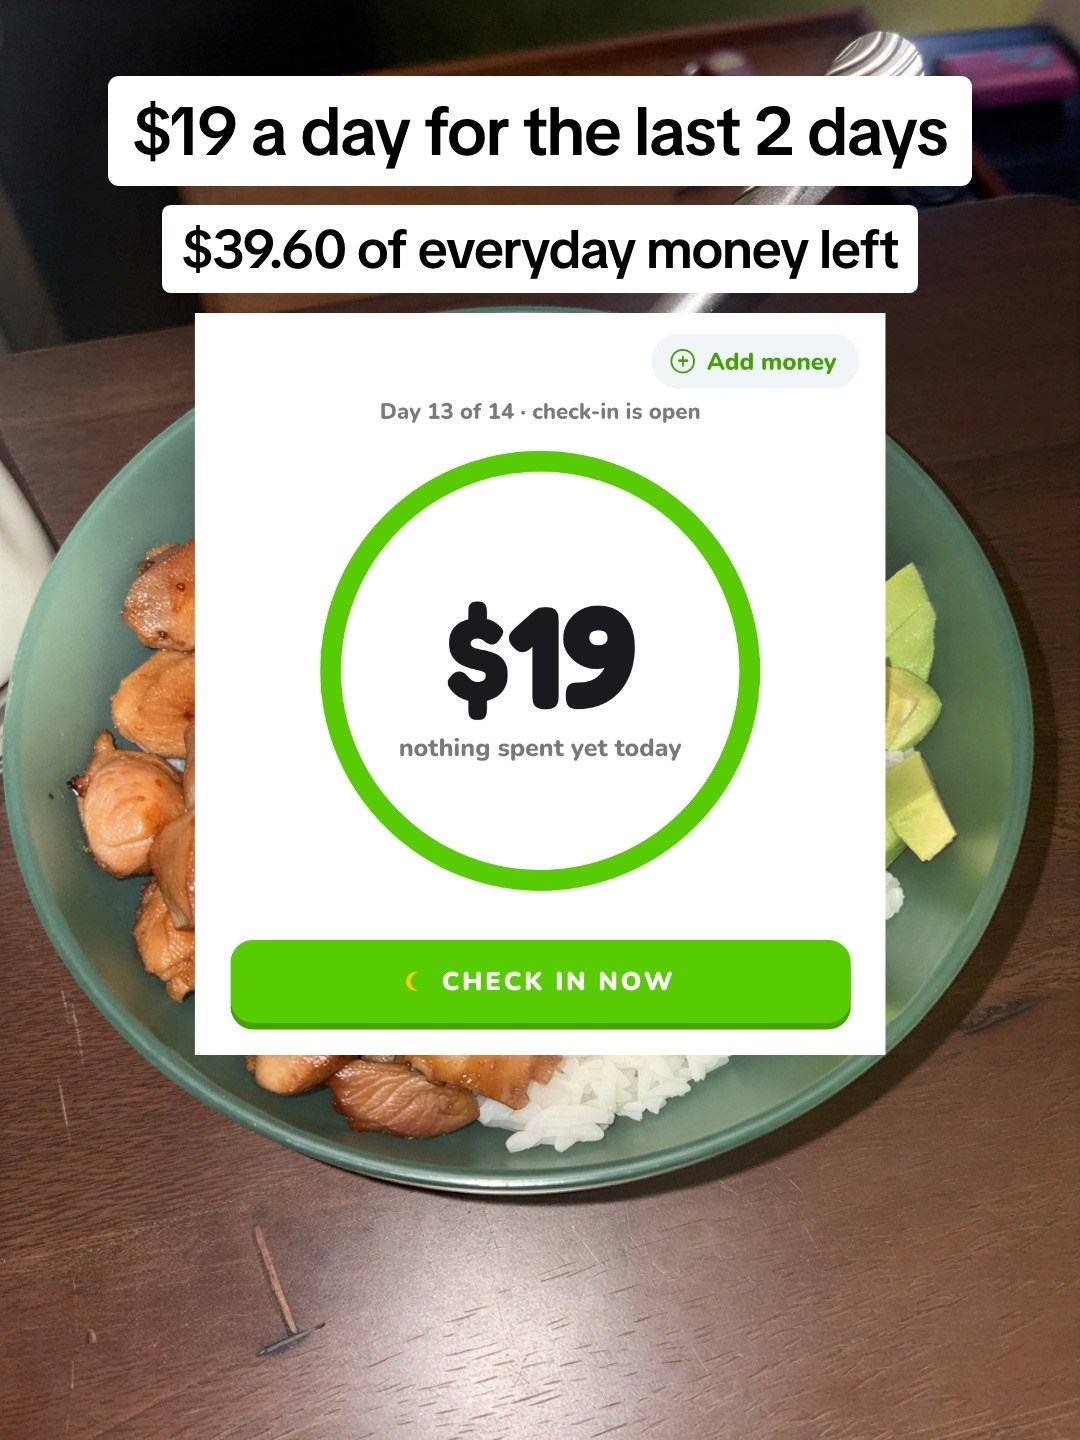 $19 a day for the last 2 days
$39.60 of everyday money left
Add money
Day 13 of 14 · check-in is open
$19
nothing spent yet today
CHECK IN NOW